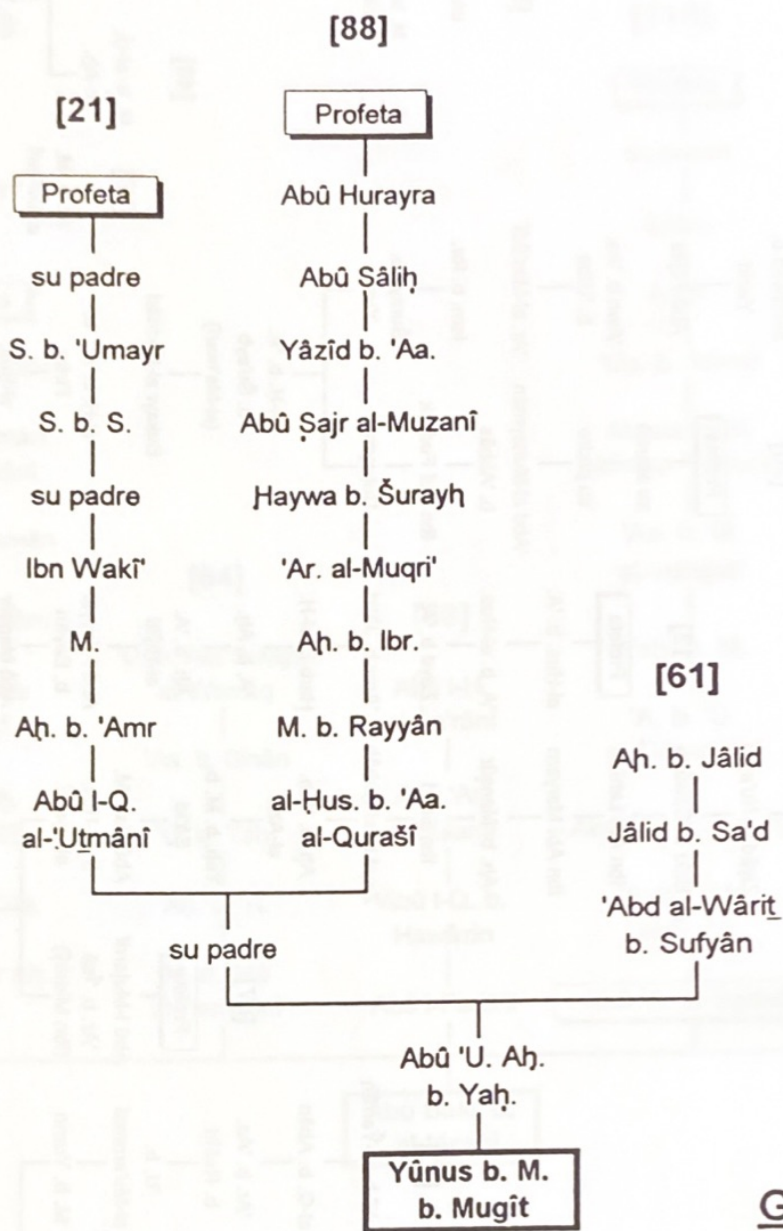 [88]
[21]
Profeta
Profeta
Abû Hurayra
su padre
Abû Sâliḥ
S. b. 'Umayr
Yâzîd b. 'Aa.
S. b. S.
Abû Ṣajr al-Muzanî
su padre
Ḥaywa b. Šurayh
Ibn Wakî'
'Ar. al-Muqri'
M.
Aḥ. b. Ibr.
[61]
Aḥ. b. 'Amr
M. b. Rayyân
Aḥ. b. Jâlid
Abû l-Q.
al-'Uṯmânî
al-Ḥus. b. 'Aa.
al-Qurašî
Jâlid b. Sa'd
'Abd al-Wâriṯ
b. Sufyân
su padre
Abû 'U. Aḥ.
b. Yaḥ.
Yûnus b. M.
b. Mugît
G